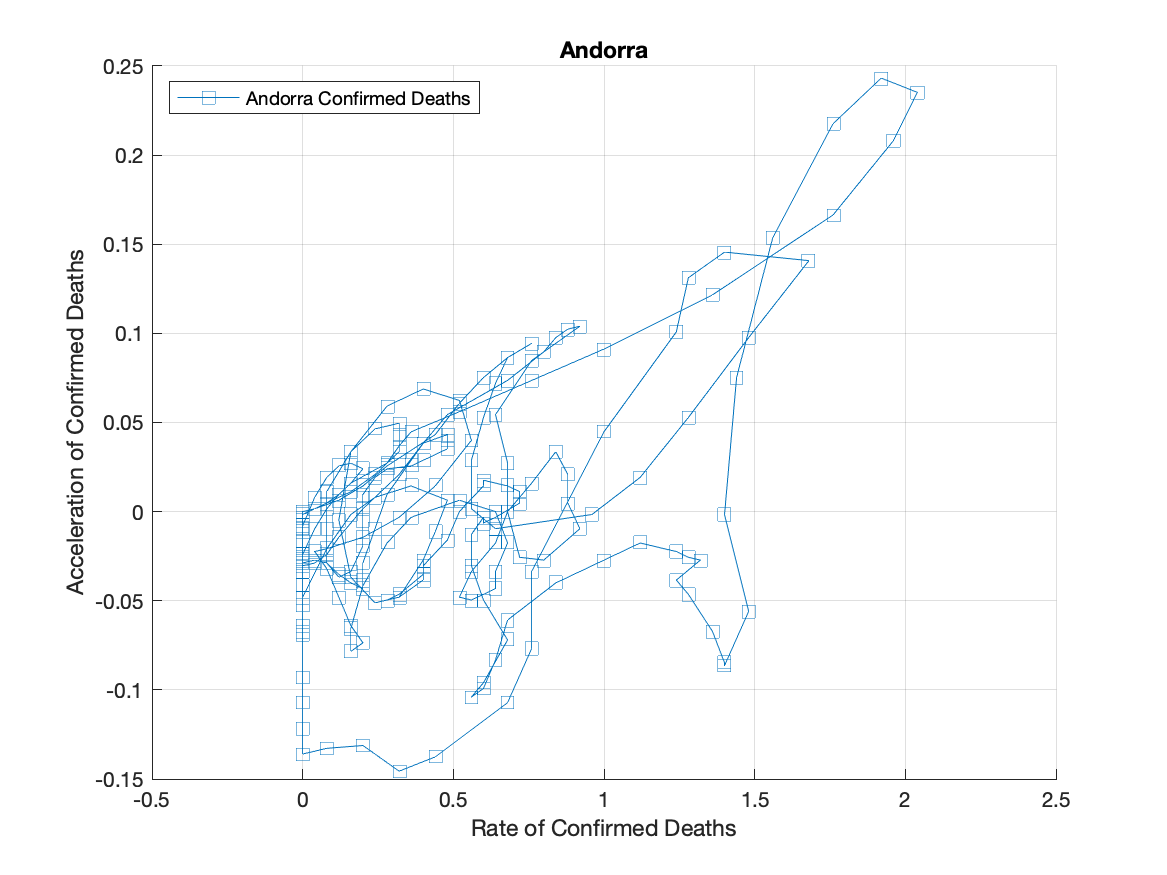 Andorra
Andorra Confirmed Deaths
Acceleration of Confirmed Deaths
0.25
0.2
0.15
0.1
0.05
0
-0.05
-0.1
-0.15
-0.5 0 0.5 1 1.5 2 2.5
Rate of Confirmed Deaths